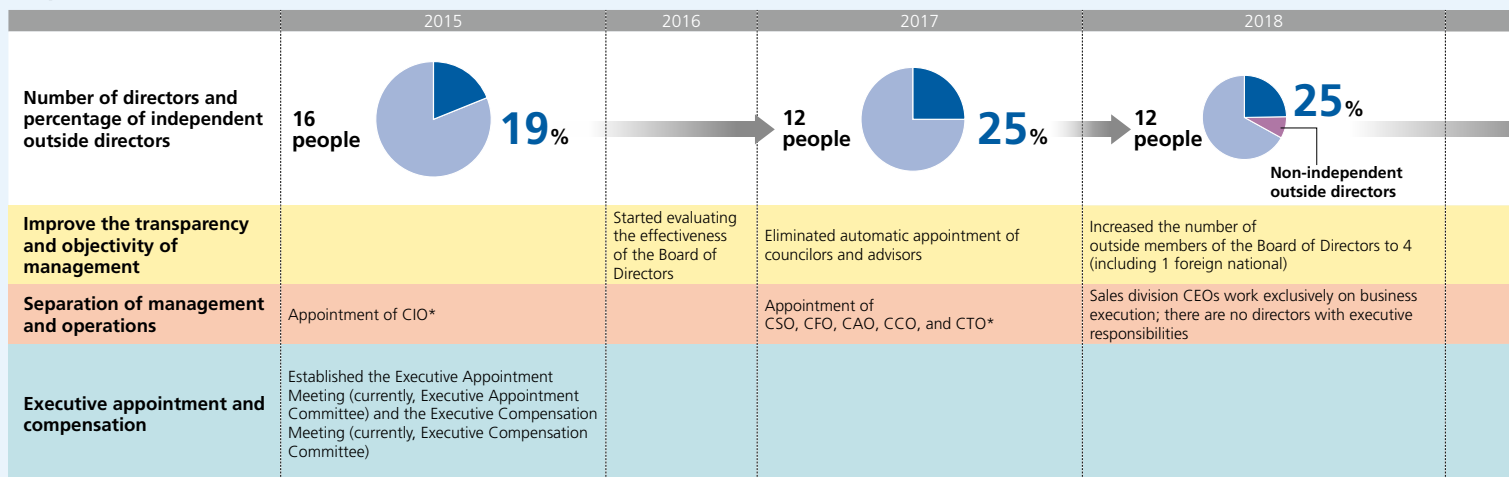 2015
2016
2017
2018
Number of directors and
percentage of independent
outside directors
16
people
19%
12
people
25%
12
people
25%
Non-independent
outside directors
Improve the transparency
and objectivity of
management
Started evaluating
the effectiveness
of the Board of
Directors
Eliminated automatic appointment of
councilors and advisors
Increased the number of
outside members of the Board of Directors to 4
(including 1 foreign national)
Separation of management
and operations
Appointment of CIO*
Appointment of
CSO, CFO, CAO, CCO, and CTO*
Sales division CEOs work exclusively on business
execution; there are no directors with executive
responsibilities
Executive appointment and
compensation
Established the Executive Appointment
Meeting (currently, Executive Appointment
Committee) and the Executive Compensation
Meeting (currently, Executive Compensation
Committee)